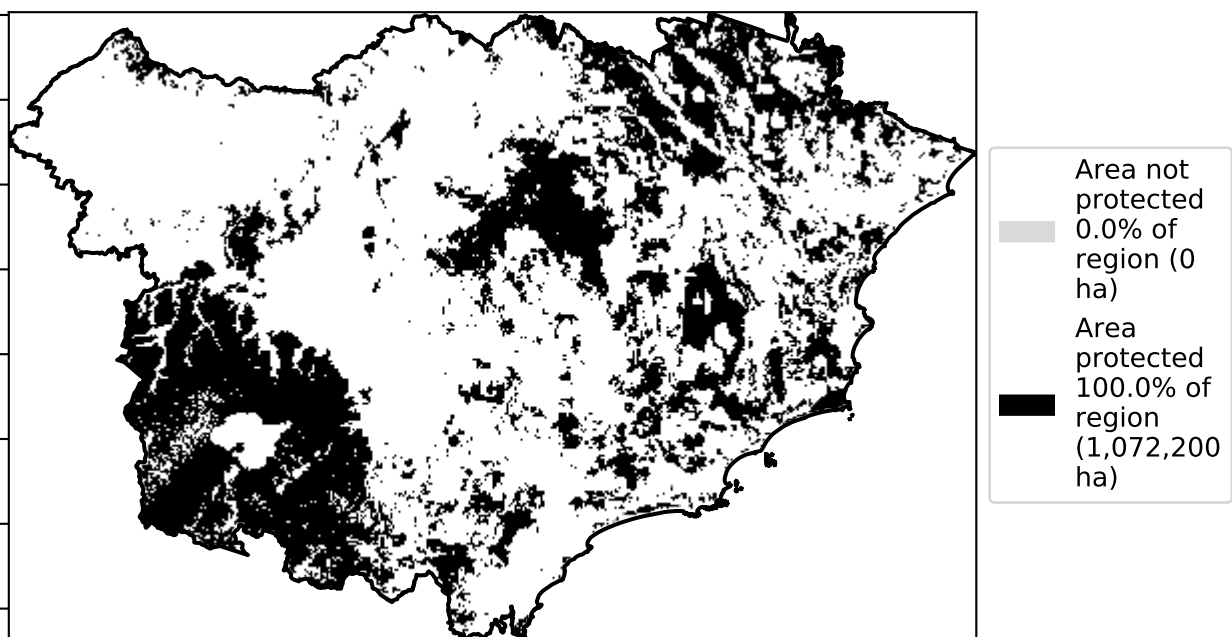 Area not
protected
0.0% of
region (0
ha)
Area
protected
100.0% of
region
(1,072,200
ha)